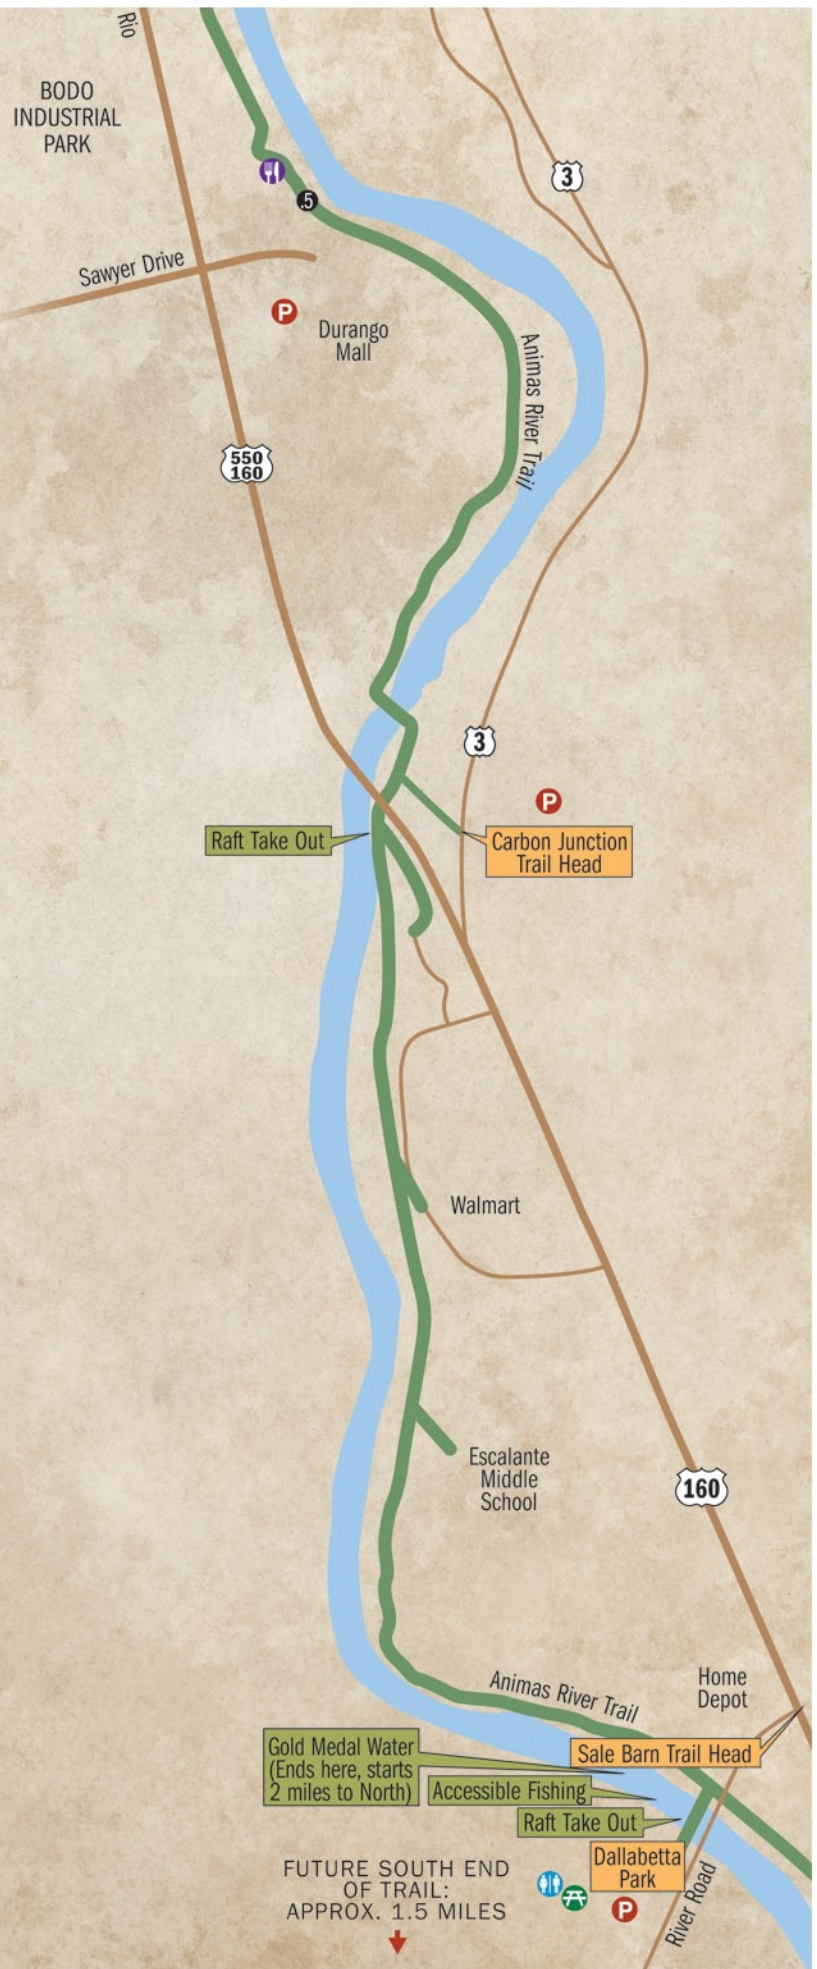 Rio
BODO
INDUSTRIAL
PARK
3
.5
Sawyer Drive
P
Durango
Mall
Animas River Trail
550
160
3
P
Raft Take Out
Carbon Junction
Trail Head
Walmart
Escalante
Middle
School
160
Home
Depot
Animas River Trail
Gold Medal Water
(Ends here, starts
2 miles to North)
Sale Barn Trail Head
Accessible Fishing
Raft Take Out
Dallabetta
Park
FUTURE SOUTH END
OF TRAIL:
APPROX. 1.5 MILES
P
River Road